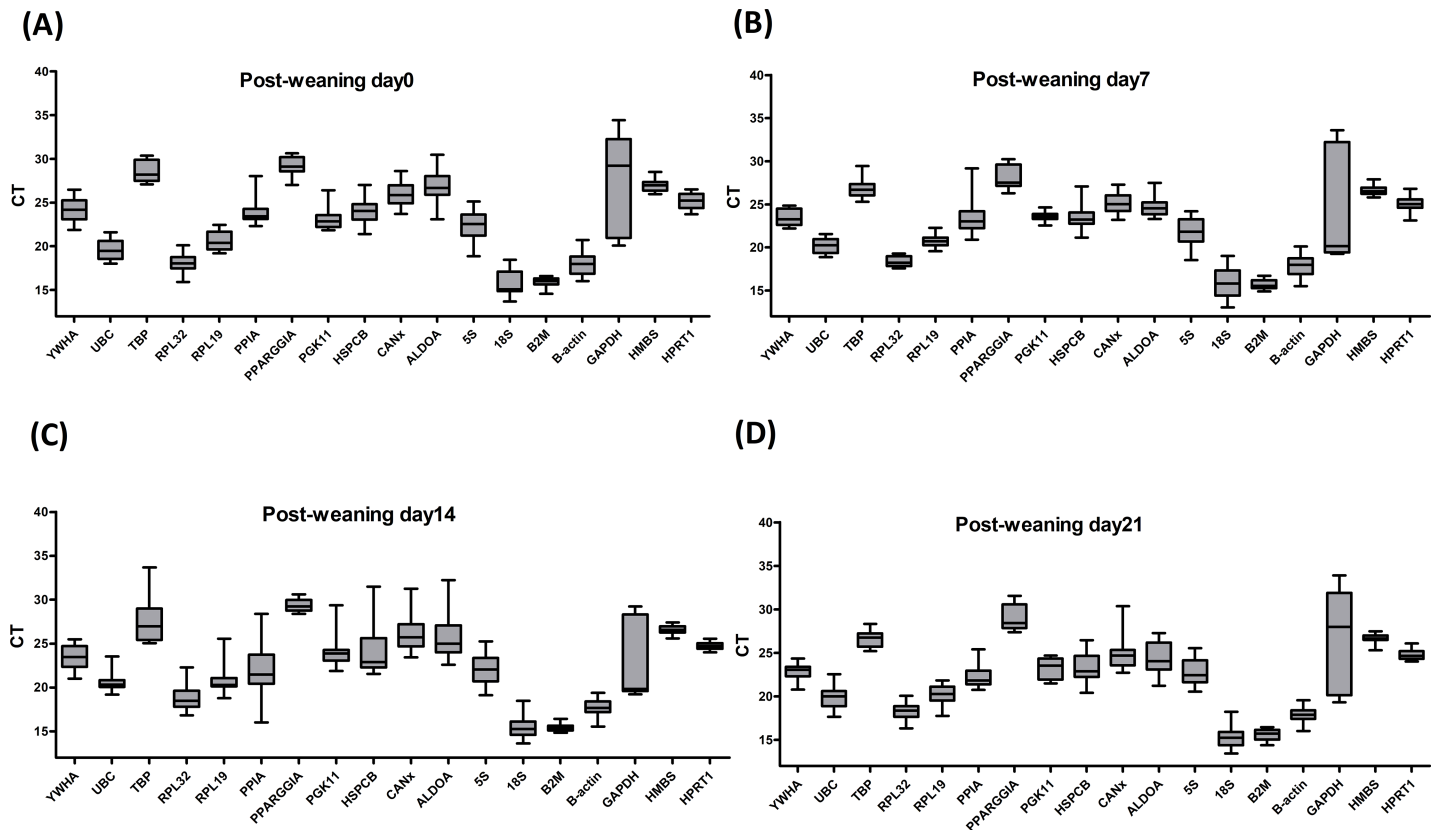 (A)
Post-weaning day0
40
35
30
25
20
15
CT
YWHA UBC TBP RPL32 RPL19 PPIA PPARGGIA PGK11 HSPCB CANx ALDOA 5S 18S B2M B-actin GAPDH HMBS HPRT1
(B)
Post-weaning day7
40
35
30
25
20
15
CT
YWHA UBC TBP RPL32 RPL19 PPIA PPARGGIA PGK11 HSPCB CANx ALDOA 5S 18S B2M B-actin GAPDH HMBS HPRT1
(C)
Post-weaning day14
40
35
30
25
20
15
CT
YWHA UBC TBP RPL32 RPL19 PPIA PPARGGIA PGK11 HSPCB CANx ALDOA 5S 18S B2M B-actin GAPDH HMBS HPRT1
(D)
Post-weaning day21
40
35
30
25
20
15
CT
YWHA UBC TBP RPL32 RPL19 PPIA PPARGGIA PGK11 HSPCB CANx ALDOA 5S 18S B2M B-actin GAPDH HMBS HPRT1